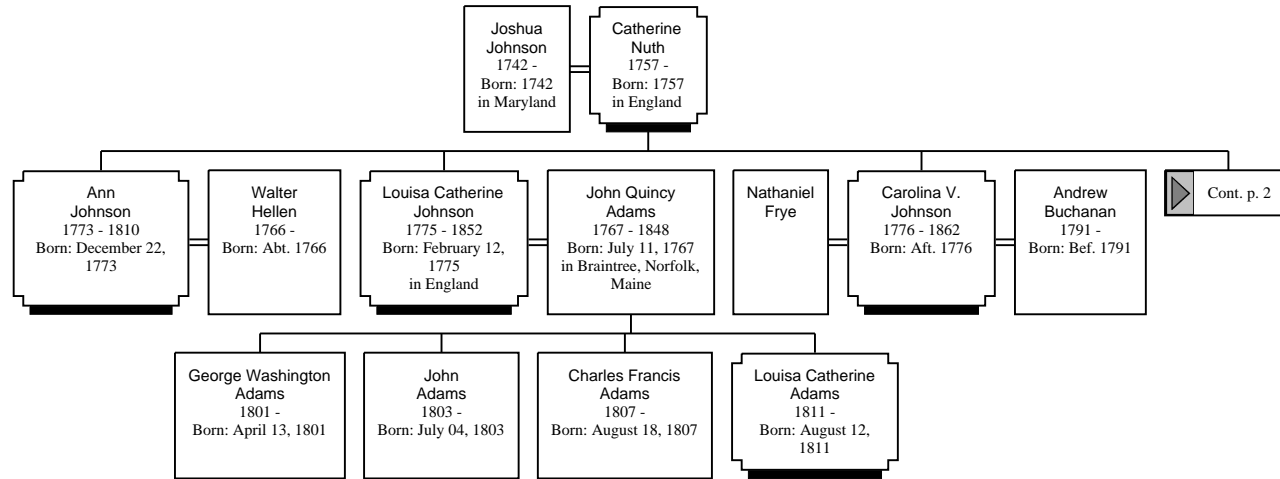 Joshua
Johnson
1742 -
Born: 1742
in Maryland
Catherine
Nuth
1757 -
Born: 1757
in England
Ann
Johnson
1773 - 1810
Born: December 22,
1773
Walter
Hellen
1766 -
Born: Abt. 1766
Louisa Catherine
Johnson
1775 - 1852
Born: February 12,
1775
in England
John Quincy
Adams
1767 - 1848
Born: July 11, 1767
in Braintree, Norfolk,
Maine
Nathaniel
Frye
Carolina V.
Johnson
1776 - 1862
Born: Aft. 1776
Andrew
Buchanan
1791 -
Born: Bef. 1791
Cont. p. 2
George Washington
Adams
1801 -
Born: April 13, 1801
John
Adams
1803 -
Born: July 04, 1803
Charles Francis
Adams
1807 -
Born: August 18, 1807
Louisa Catherine
Adams
1811 -
Born: August 12,
1811